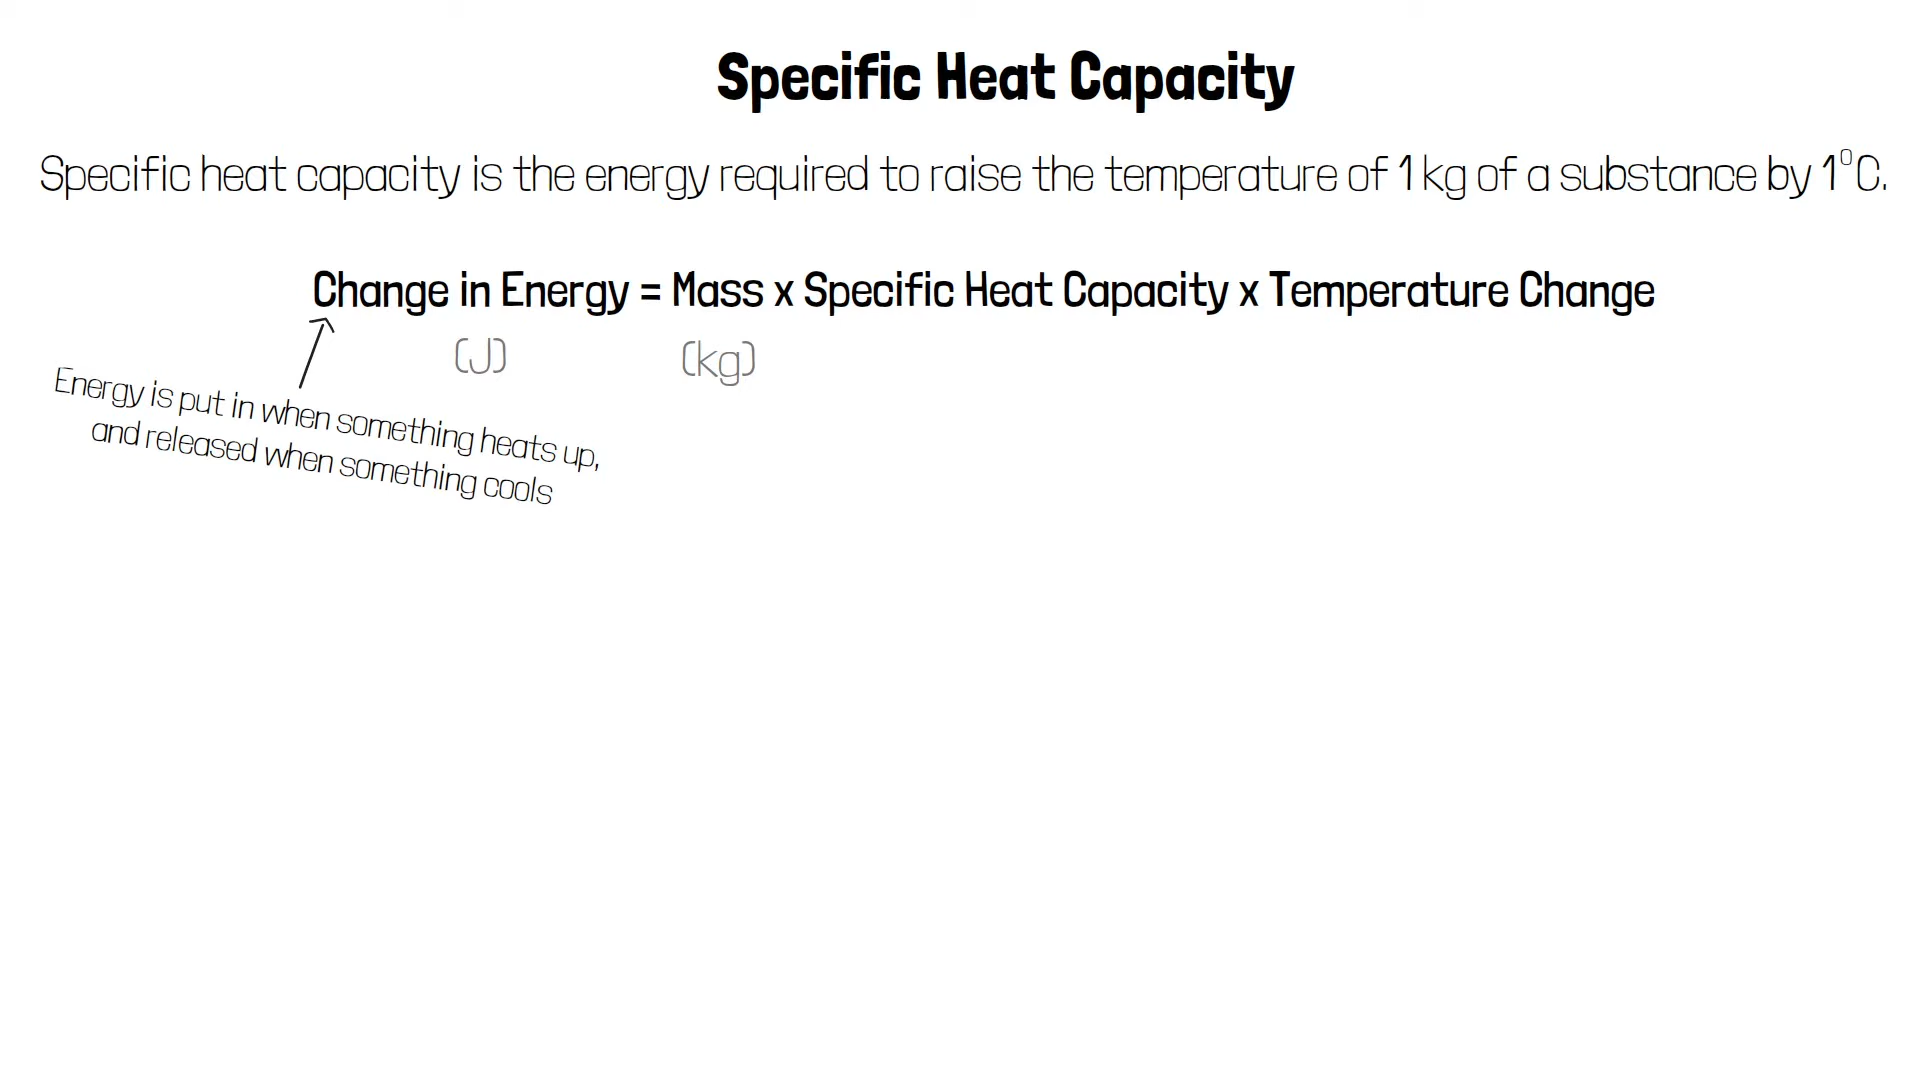 Specific Heat Capacity
Specific heat capacity is the energy required to raise the temperature of 1 kg of a substance by 1°C.
Change in Energy = Mass x Specific Heat Capacity x Temperature Change
(J) (kg)
Energy is put in when something heats up,
and released when something cools